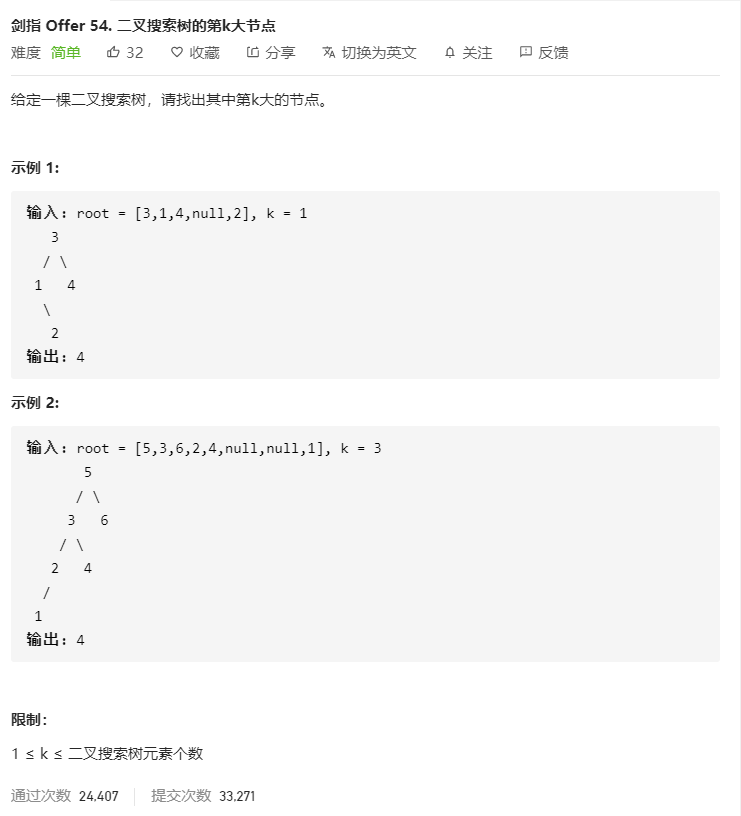 剑指 Offer 54. 二叉搜索树的第k大节点
难度 简单 32 收藏 分享 切换为英文 关注 反馈
给定一棵二叉搜索树，请找出其中第k大的节点。
示例 1:
输入: root = [3,1,4,null,2], k = 1
   3
  / \
 1   4
  \
   2
输出: 4
示例 2:
输入: root = [5,3,6,2,4,null,null,1], k = 3
       5
      / \
     3   6
    / \
   2   4
  /
 1
输出: 4
限制：
1 ≤ k ≤ 二叉搜索树元素个数
通过次数 24,407 提交次数 33,271